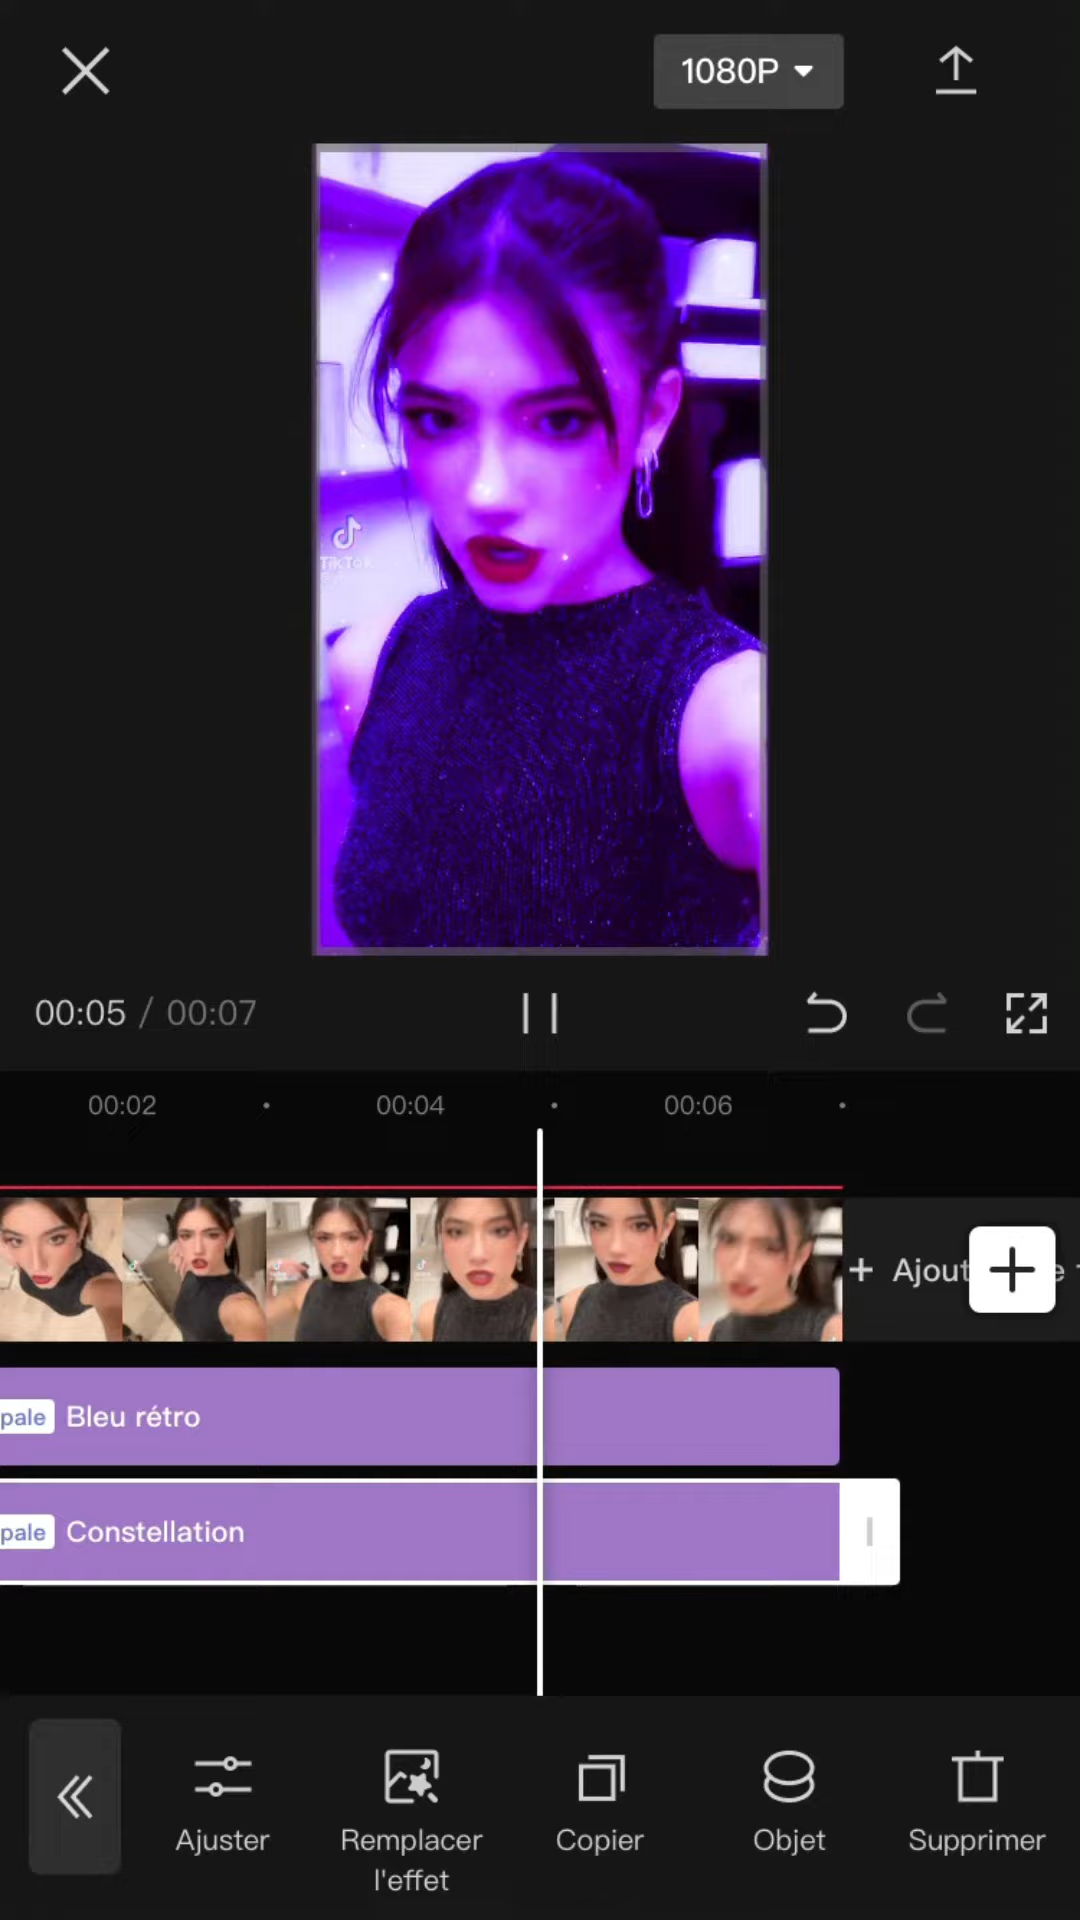 1080P
TikTok
00:05 / 00:07
00:02
00:04
00:06
+ Ajout
pale Bleu rétro
pale Constellation
Ajuster
Remplacer
l'effet
Copier
Objet
Supprimer